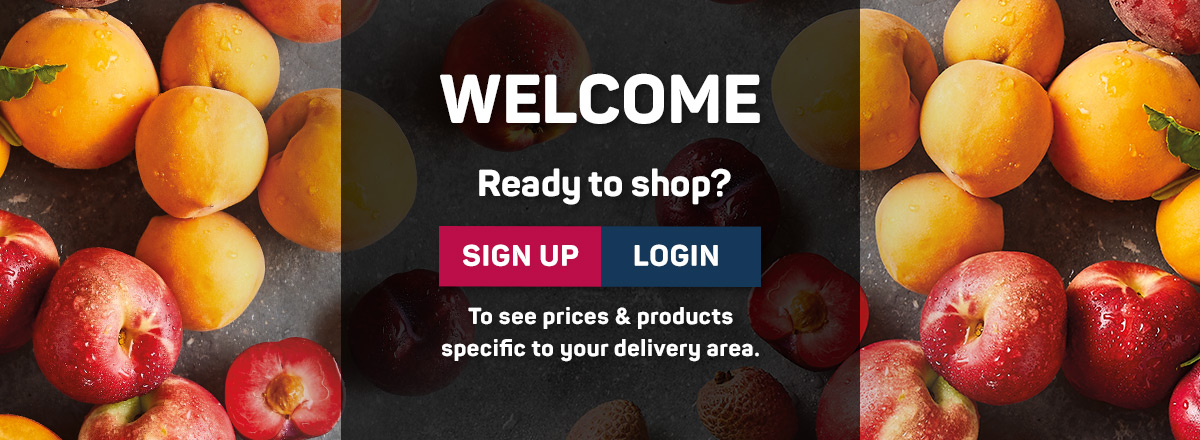 WELCOME
Ready to shop?
SIGN UP LOGIN
To see prices & products
specific to your delivery area.